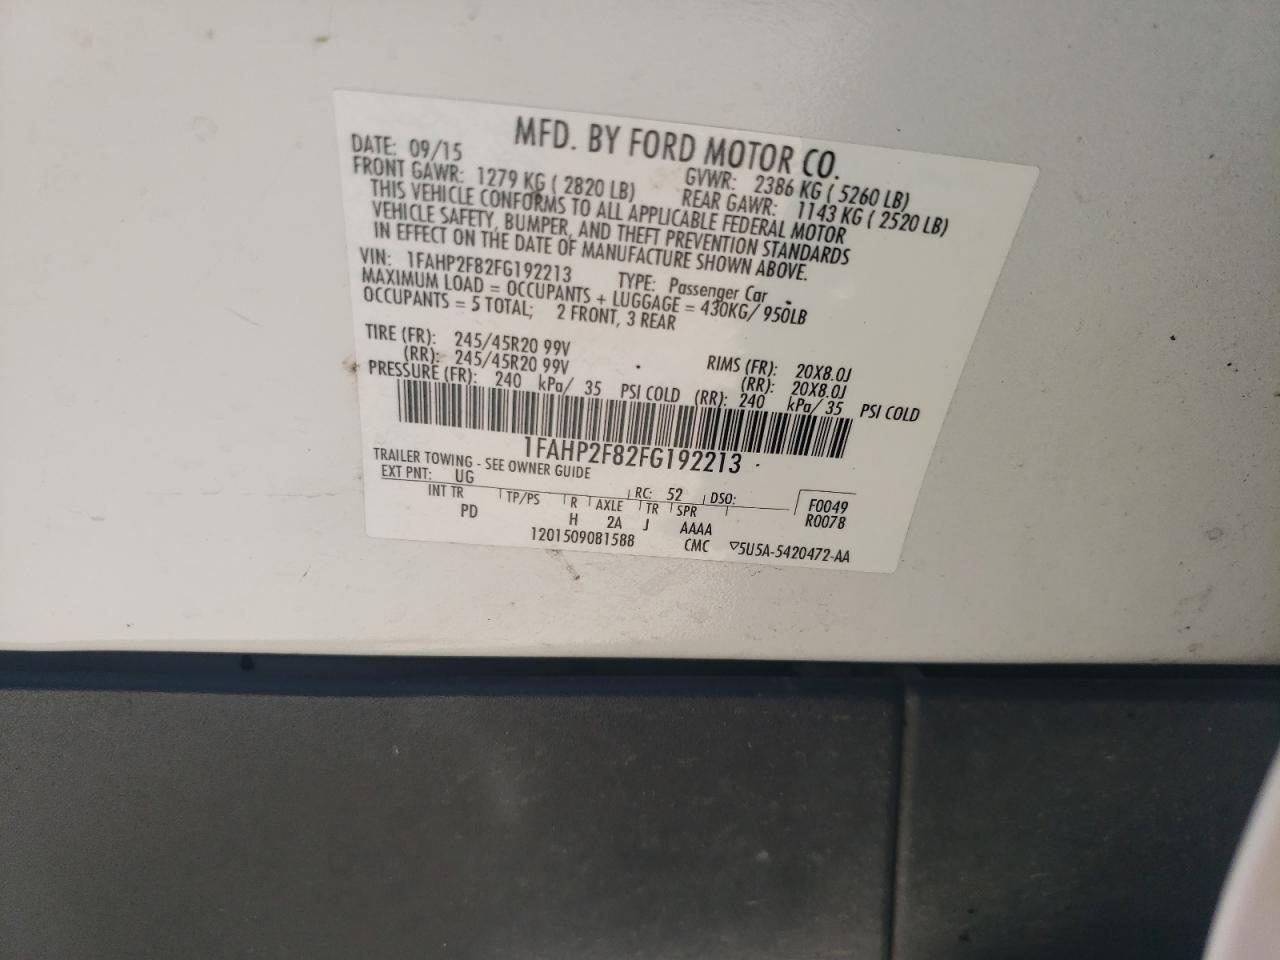 MFD. BY FORD MOTOR CO.
DATE: 09/15 GVWR: 2386 KG ( 5260 LB)
FRONT GAWR: 1279 KG ( 2820 LB) REAR GAWR: 1143 KG ( 2520 LB)
THIS VEHICLE CONFORMS TO ALL APPLICABLE FEDERAL MOTOR
VEHICLE SAFETY, BUMPER, AND THEFT PREVENTION STANDARDS
IN EFFECT ON THE DATE OF MANUFACTURE SHOWN ABOVE.
VIN: 1FAHP2F82FG192213 TYPE: Passenger Car
MAXIMUM LOAD = OCCUPANTS + LUGGAGE = 430KG/ 950LB
OCCUPANTS = 5 TOTAL; 2 FRONT, 3 REAR
TIRE (FR): 245/45R20 99V RIMS (FR): 20X8.0J
(RR): 245/45R20 99V (RR): 20X8.0J
PRESSURE (FR): 240 kPa/ 35 PSI COLD (RR): 240 kPa/ 35 PSI COLD
1FAHP2F82FG192213
TRAILER TOWING - SEE OWNER GUIDE
EXT PNT: UG RC: 52 DSO: F0049
INT TR TP/PS R AXLE TR SPR R0078
PD H 2A J AAAA
1201509081588 CMC ▽5U5A-5420472-AA